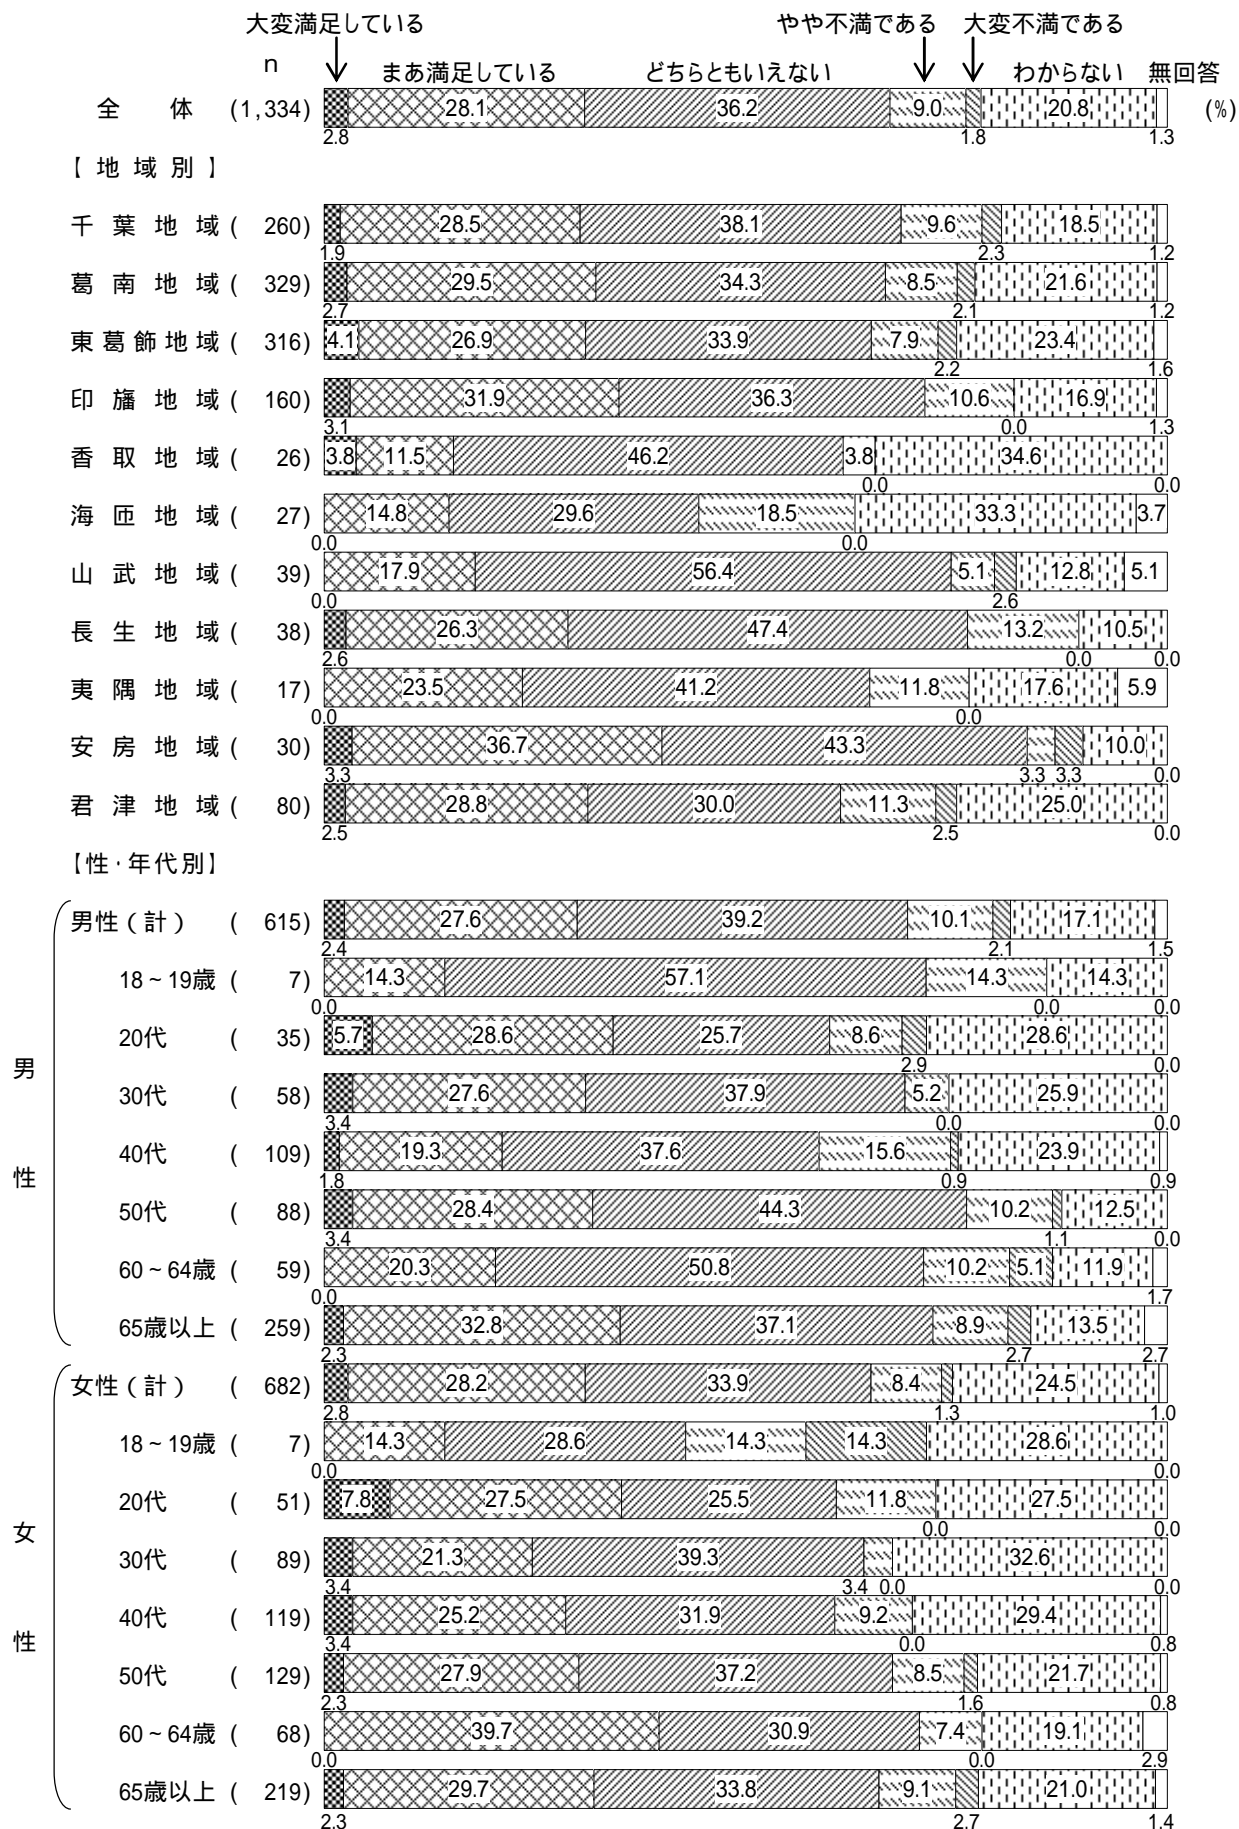 大変満足している やや不満である 大変不満である
n まあ満足している どちらともいえない わからない 無回答
全 体 (1,334) 28.1 36.2 9.0 20.8 (%)
2.8 1.8 1.3
【 地 域 別 】
千 葉 地 域 ( 260) 28.5 38.1 9.6 18.5
1.9 2.3 1.2
葛 南 地 域 ( 329) 29.5 34.3 8.5 21.6
2.7 2.1 1.2
東 葛 飾 地 域 ( 316) 4.1 26.9 33.9 7.9 23.4
2.2 1.6
印 旛 地 域 ( 160) 31.9 36.3 10.6 16.9
3.1 0.0 1.3
香 取 地 域 ( 26) 3.8 11.5 46.2 3.8 34.6
0.0 0.0
海 匝 地 域 ( 27) 14.8 29.6 18.5 33.3 3.7
0.0 0.0
山 武 地 域 ( 39) 17.9 56.4 5.1 12.8 5.1
0.0 2.6
長 生 地 域 ( 38) 26.3 47.4 13.2 10.5
2.6 0.0 0.0
夷 隅 地 域 ( 17) 23.5 41.2 11.8 17.6 5.9
0.0 0.0
安 房 地 域 ( 30) 36.7 43.3 10.0
3.3 3.3 3.3 0.0
君 津 地 域 ( 80) 28.8 30.0 11.3 25.0
2.5 2.5 0.0
【性・年代別】
男性（計） ( 615) 27.6 39.2 10.1 17.1
2.4 2.1 1.5
18～19歳 ( 7) 14.3 57.1 14.3 14.3
0.0 0.0 0.0
20代 ( 35) 5.7 28.6 25.7 8.6 28.6
2.9 0.0
男
30代 ( 58) 27.6 37.9 5.2 25.9
3.4 0.0 0.0
40代 ( 109) 19.3 37.6 15.6 23.9
性
1.8 0.9 0.9
50代 ( 88) 28.4 44.3 10.2 12.5
3.4 1.1 0.0
60～64歳 ( 59) 20.3 50.8 10.2 5.1 11.9
0.0 1.7
65歳以上 ( 259) 32.8 37.1 8.9 13.5
2.3 2.7 2.7
女性（計） ( 682) 28.2 33.9 8.4 24.5
2.8 1.3 1.0
18～19歳 ( 7) 14.3 28.6 14.3 14.3 28.6
0.0 0.0
20代 ( 51) 7.8 27.5 25.5 11.8 27.5
0.0 0.0
女
30代 ( 89) 21.3 39.3 32.6
3.4 3.4 0.0 0.0
40代 ( 119) 25.2 31.9 9.2 29.4
性
3.4 0.0 0.8
50代 ( 129) 27.9 37.2 8.5 21.7
2.3 1.6 0.8
60～64歳 ( 68) 39.7 30.9 7.4 19.1
0.0 0.0 2.9
65歳以上 ( 219) 29.7 33.8 9.1 21.0
2.3 2.7 1.4